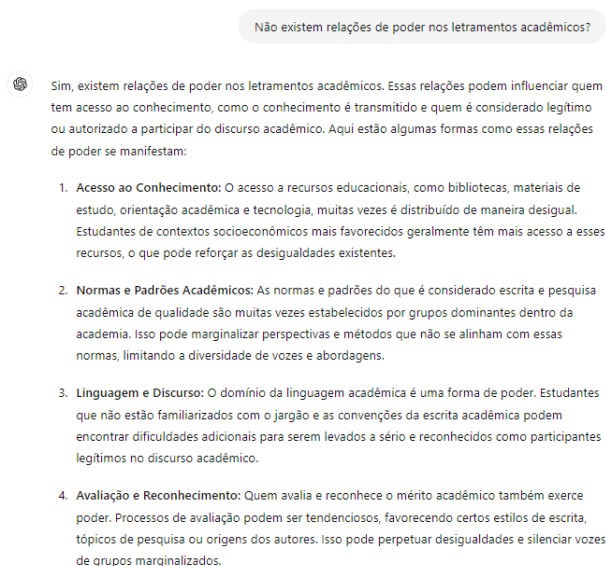 Não existem relações de poder nos letramentos acadêmicos?
Sim, existem relações de poder nos letramentos acadêmicos. Essas relações podem influenciar quem
tem acesso ao conhecimento, como o conhecimento é transmitido e quem é considerado legítimo
ou autorizado a participar do discurso acadêmico. Aqui estão algumas formas como essas relações
de poder se manifestam:
1. Acesso ao Conhecimento: O acesso a recursos educacionais, como bibliotecas, materiais de
estudo, orientação acadêmica e tecnologia, muitas vezes é distribuído de maneira desigual.
Estudantes de contextos socioeconômicos mais favorecidos geralmente têm mais acesso a esses
recursos, o que pode reforçar as desigualdades existentes.
2. Normas e Padrões Acadêmicos: As normas e padrões do que é considerado escrita e pesquisa
acadêmica de qualidade são muitas vezes estabelecidos por grupos dominantes dentro da
academia. Isso pode marginalizar perspectivas e métodos que não se alinham com essas
normas, limitando a diversidade de vozes e abordagens.
3. Linguagem e Discurso: O domínio da linguagem acadêmica é uma forma de poder. Estudantes
que não estão familiarizados com o jargão e as convenções da escrita acadêmica podem
encontrar dificuldades adicionais para serem levados a sério e reconhecidos como participantes
legítimos no discurso acadêmico.
4. Avaliação e Reconhecimento: Quem avalia e reconhece o mérito acadêmico também exerce
poder. Processos de avaliação podem ser tendenciosos, favorecendo certos estilos de escrita,
tópicos de pesquisa ou origens dos autores. Isso pode perpetuar desigualdades e silenciar vozes
de grupos marginalizados.